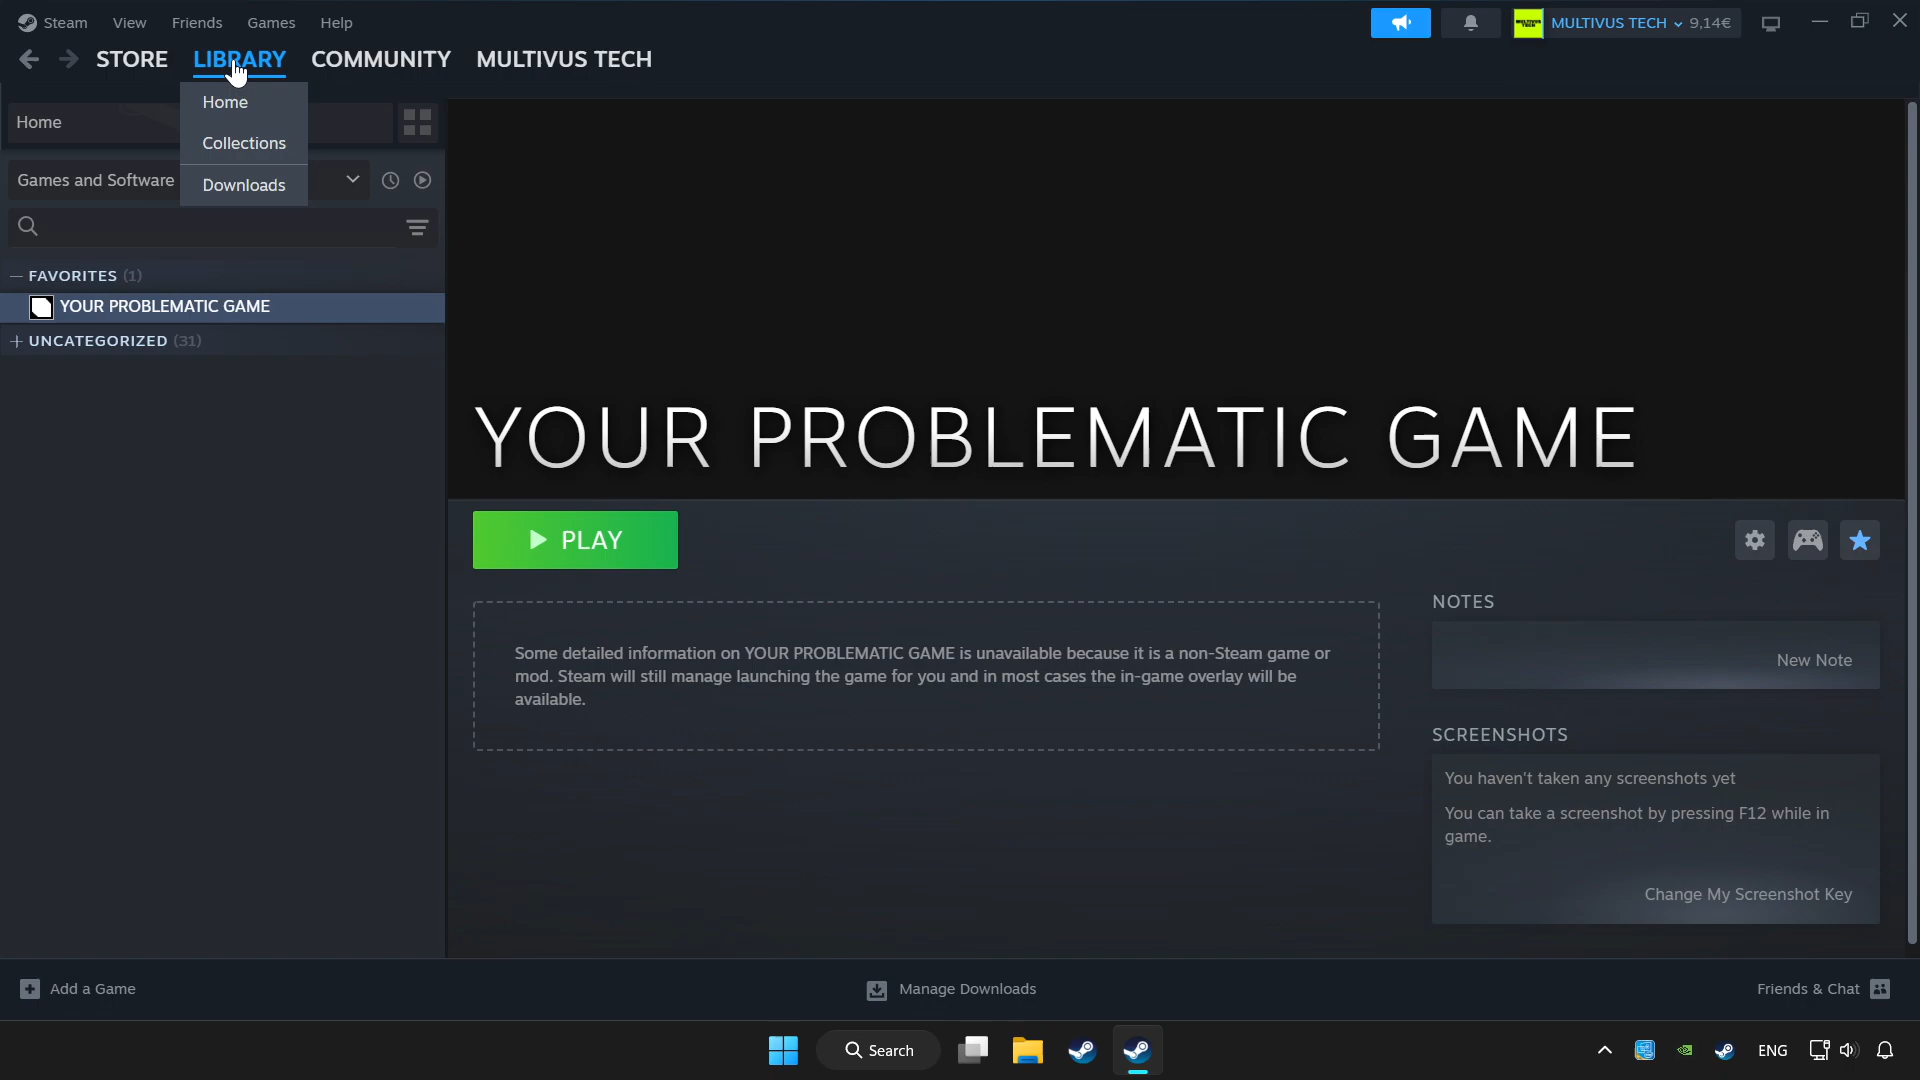 Steam View Friends Games Help
MULTIVUS TECH 9,14€
STORE LIBRARY COMMUNITY MULTIVUS TECH
Home
Collections
Downloads
Home
Games and Software
FAVORITES (1)
YOUR PROBLEMATIC GAME
UNCATEGORIZED (31)
YOUR PROBLEMATIC GAME
PLAY
Some detailed information on YOUR PROBLEMATIC GAME is unavailable because it is a non-Steam game or
mod. Steam will still manage launching the game for you and in most cases the in-game overlay will be
available.
NOTES
New Note
SCREENSHOTS
You haven't taken any screenshots yet
You can take a screenshot by pressing F12 while in
game.
Change My Screenshot Key
Add a Game
Manage Downloads
Friends & Chat
Search
ENG